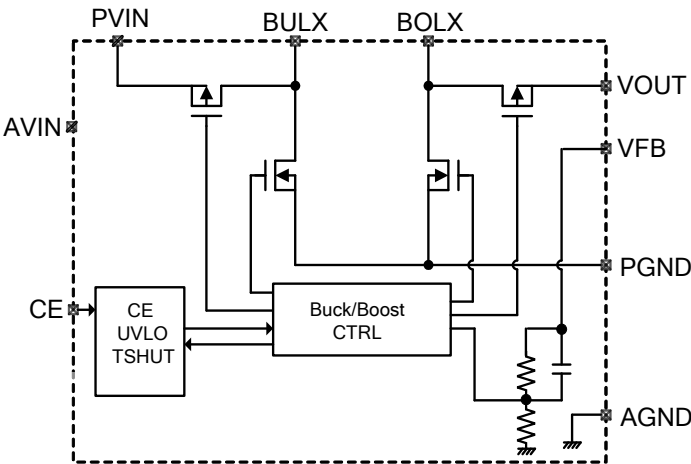 PVIN
BULX
BOLX
VOUT
AVIN
VFB
PGND
CE
CE
UVLO
TSHUT
Buck/Boost
CTRL
AGND